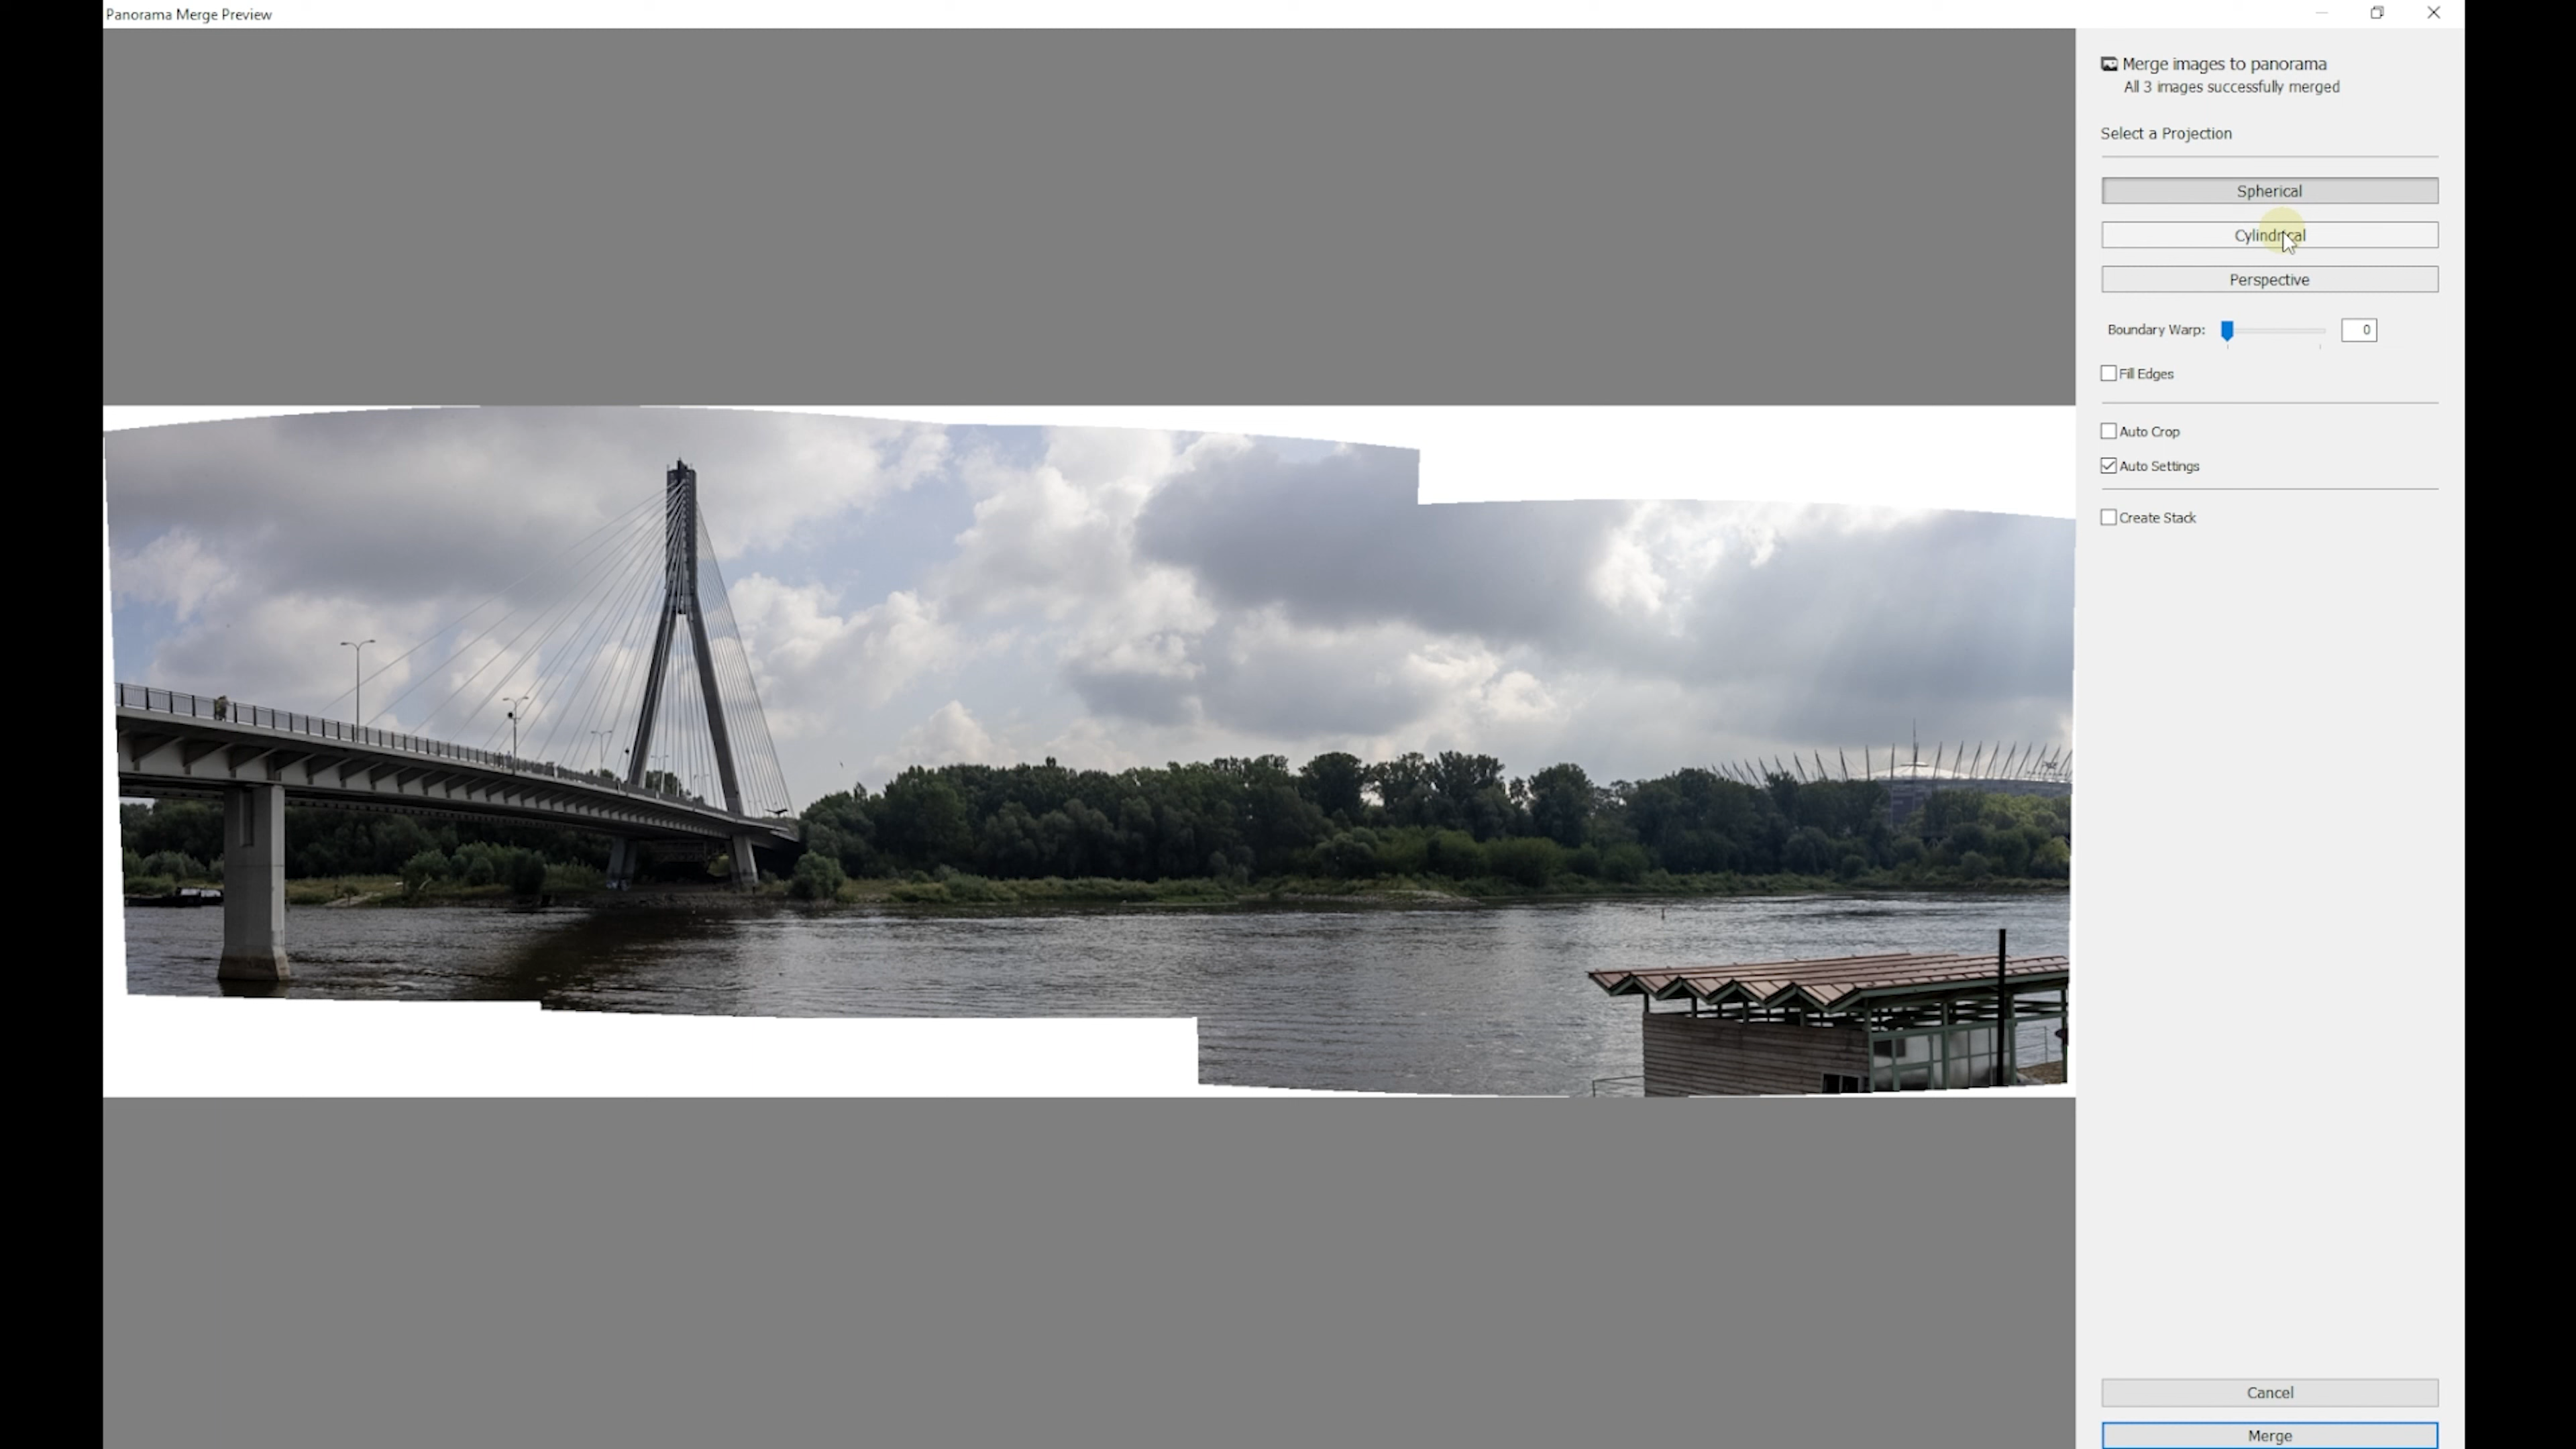 Panorama Merge Preview
Merge images to panorama
All 3 images successfully merged
Select a Projection
Spherical
Cylindrical
Perspective
Boundary Warp: 0
Fill Edges
Auto Crop
Auto Settings
Create Stack
Cancel
Merge